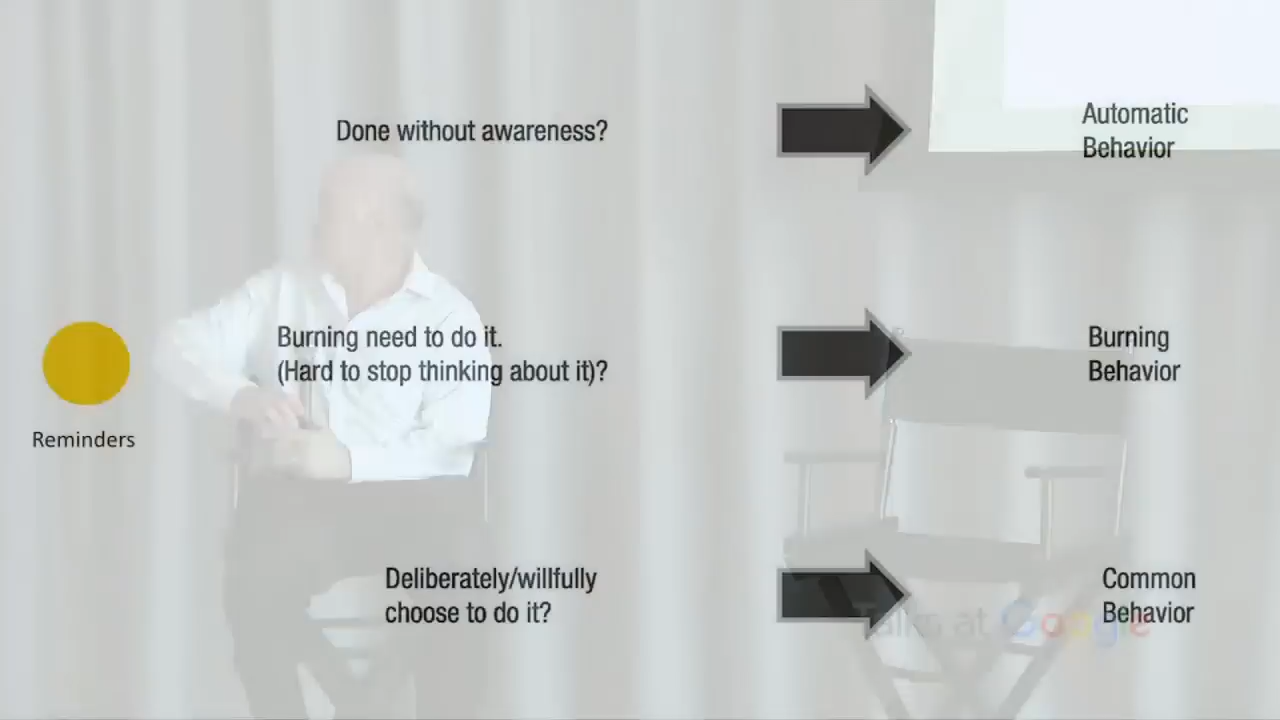 Done without awareness?
Automatic
Behavior
Burning need to do it.
(Hard to stop thinking about it)?
Burning
Behavior
Reminders
Deliberately/willfully
choose to do it?
Common
Behavior
Talks at Google